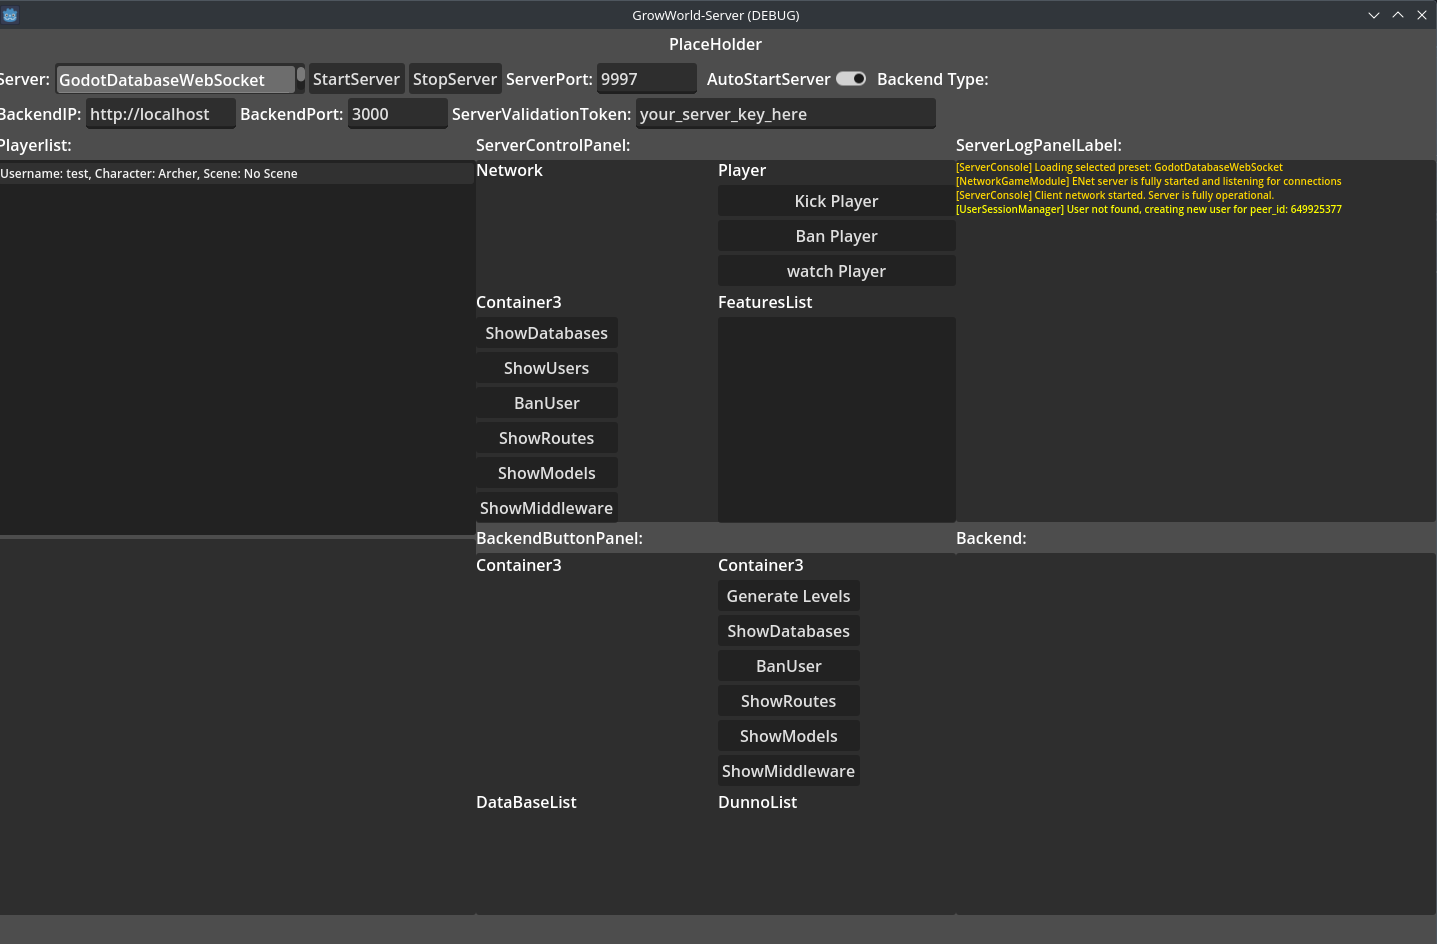 GrowWorld-Server (DEBUG)
PlaceHolder
Server: GodotDatabaseWebSocket StartServer StopServer ServerPort: 9997 AutoStartServer Backend Type:
BackendIP: http://localhost BackendPort: 3000 ServerValidationToken: your_server_key_here
Playerlist:
Username: test, Character: Archer, Scene: No Scene
ServerControlPanel:
Network
Player
Kick Player
Ban Player
watch Player
Container3
ShowDatabases
ShowUsers
BanUser
ShowRoutes
ShowModels
ShowMiddleware
FeaturesList
ServerLogPanelLabel:
[ServerConsole] Loading selected preset: GodotDatabaseWebSocket
[NetworkGameModule] ENet server is fully started and listening for connections
[ServerConsole] Client network started. Server is fully operational.
[UserSessionManager] User not found, creating new user for peer_id: 649925377
BackendButtonPanel:
Container3
Container3
Generate Levels
ShowDatabases
BanUser
ShowRoutes
ShowModels
ShowMiddleware
DataBaseList
DunnoList
Backend: